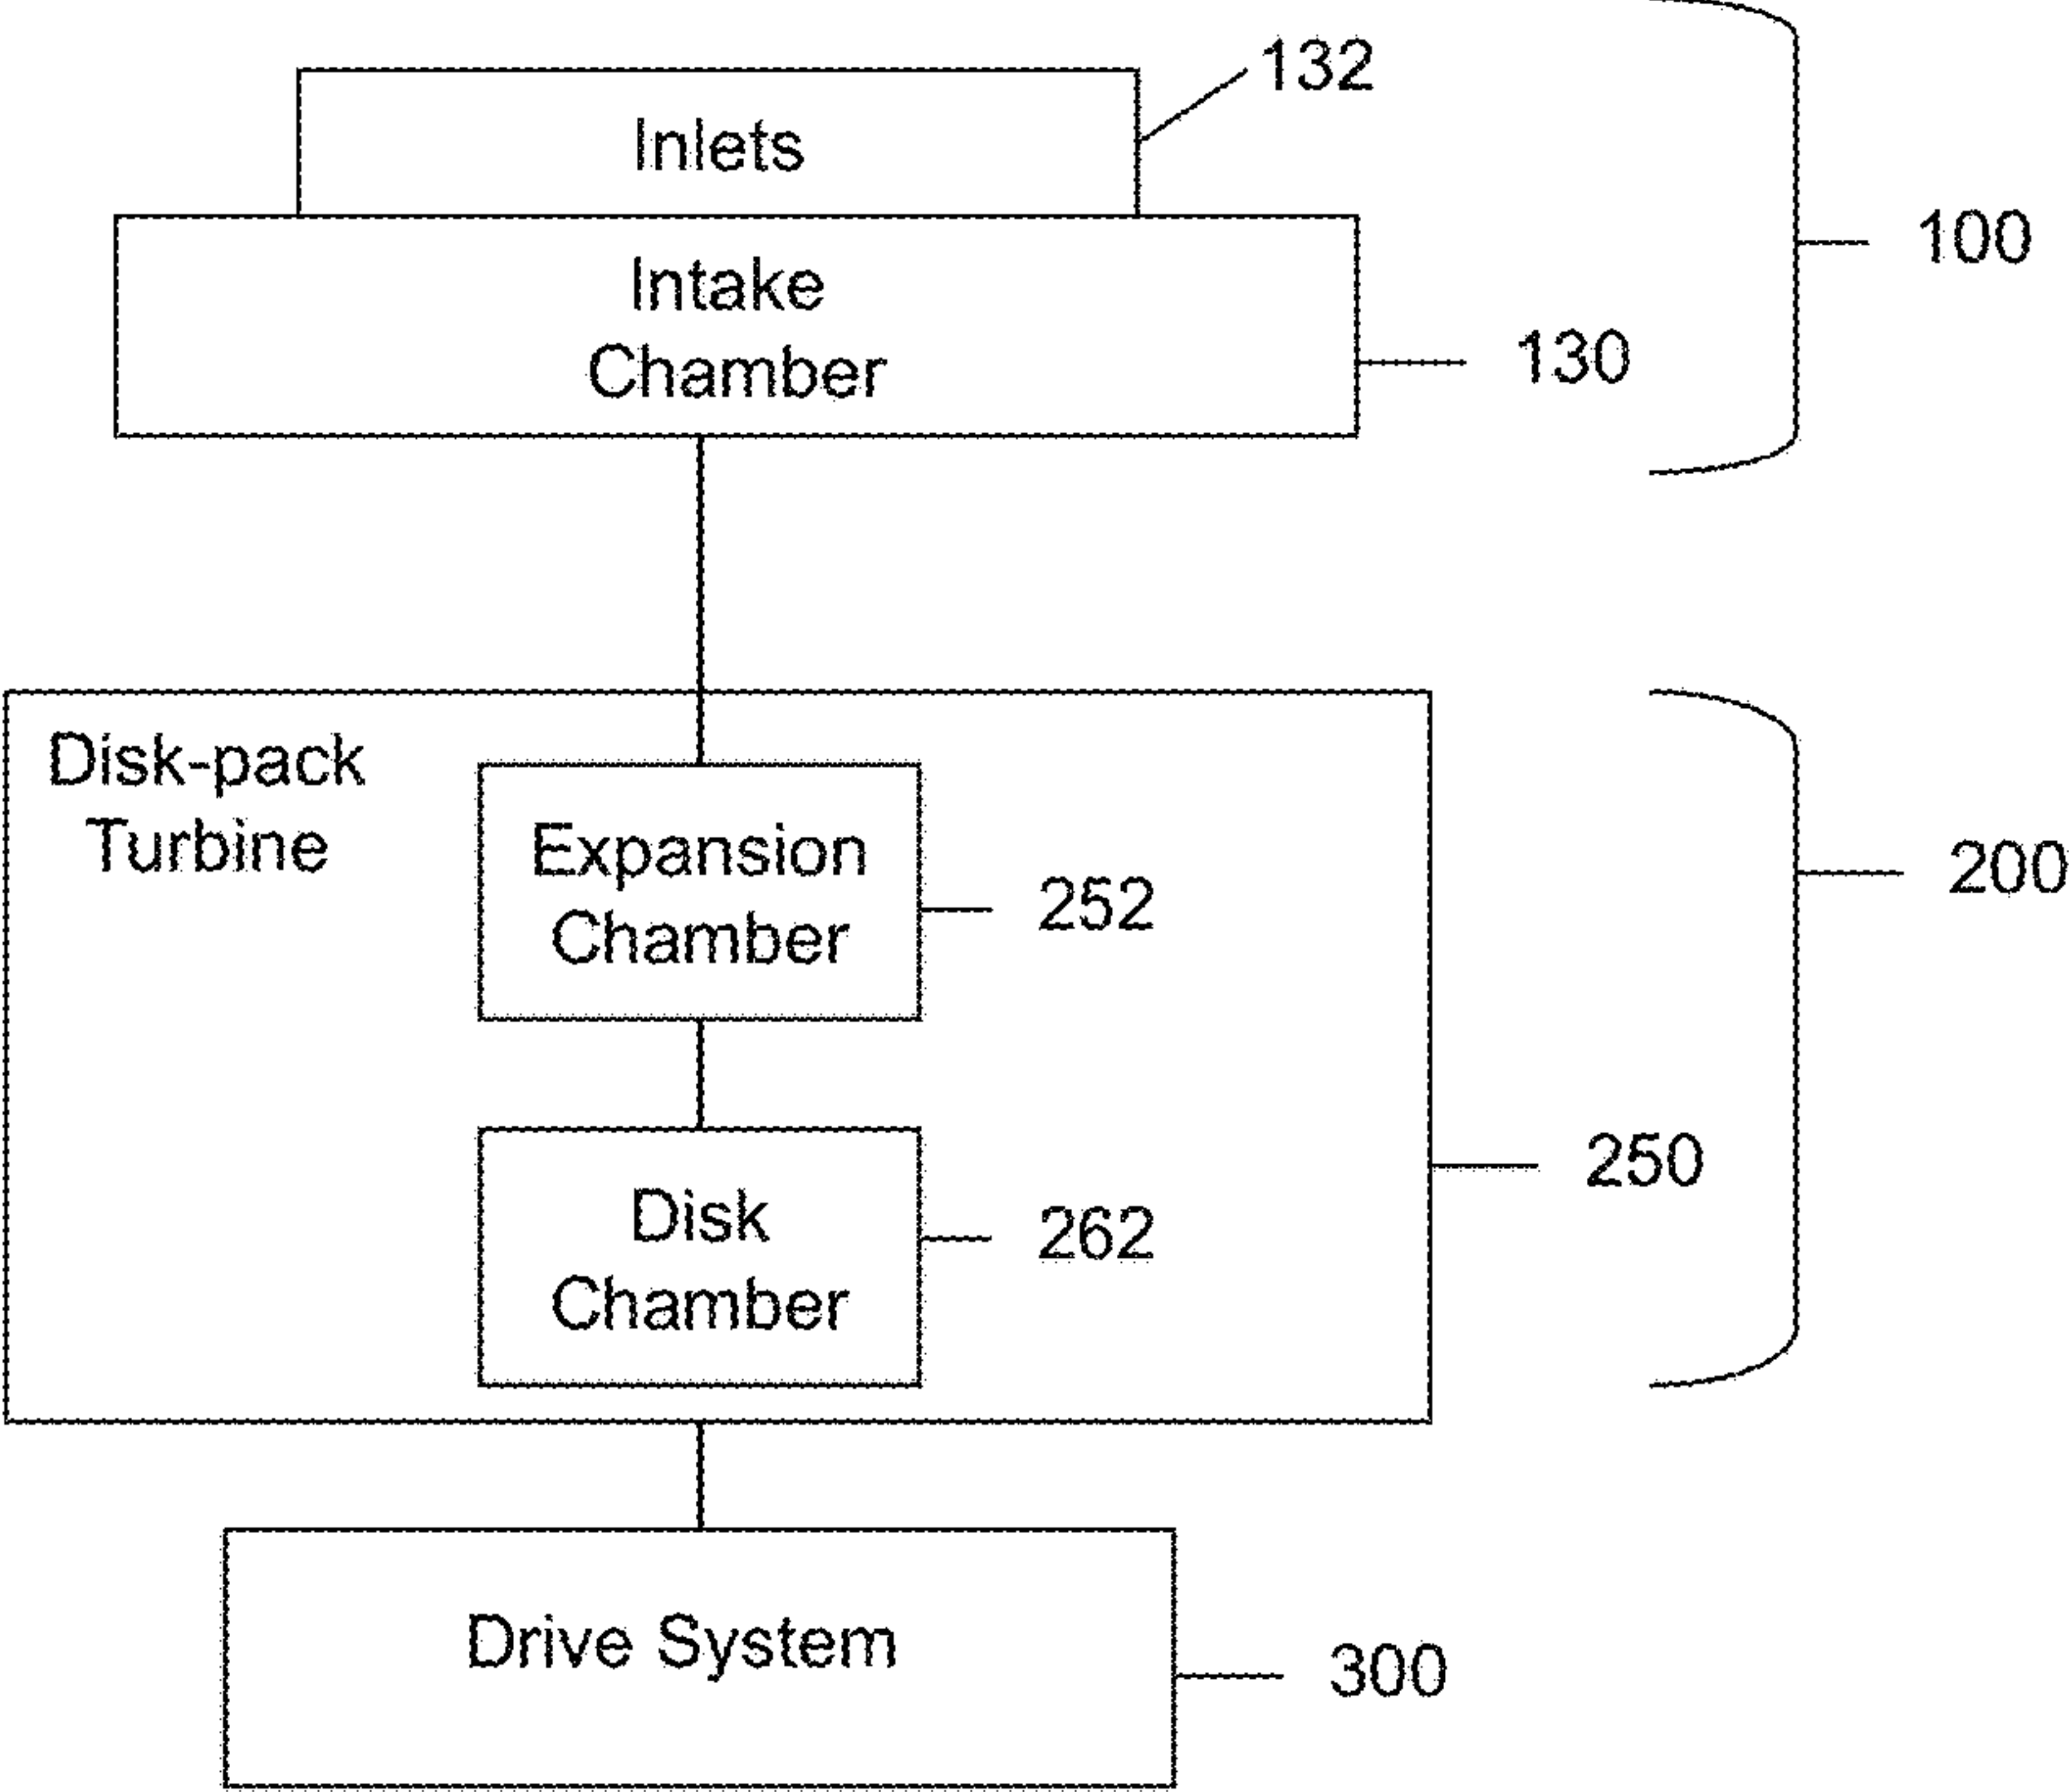 132
Inlets
100
Intake
Chamber
130
Disk-pack
Turbine
Expansion
Chamber
252
200
Disk
Chamber
262
250
Drive System
300